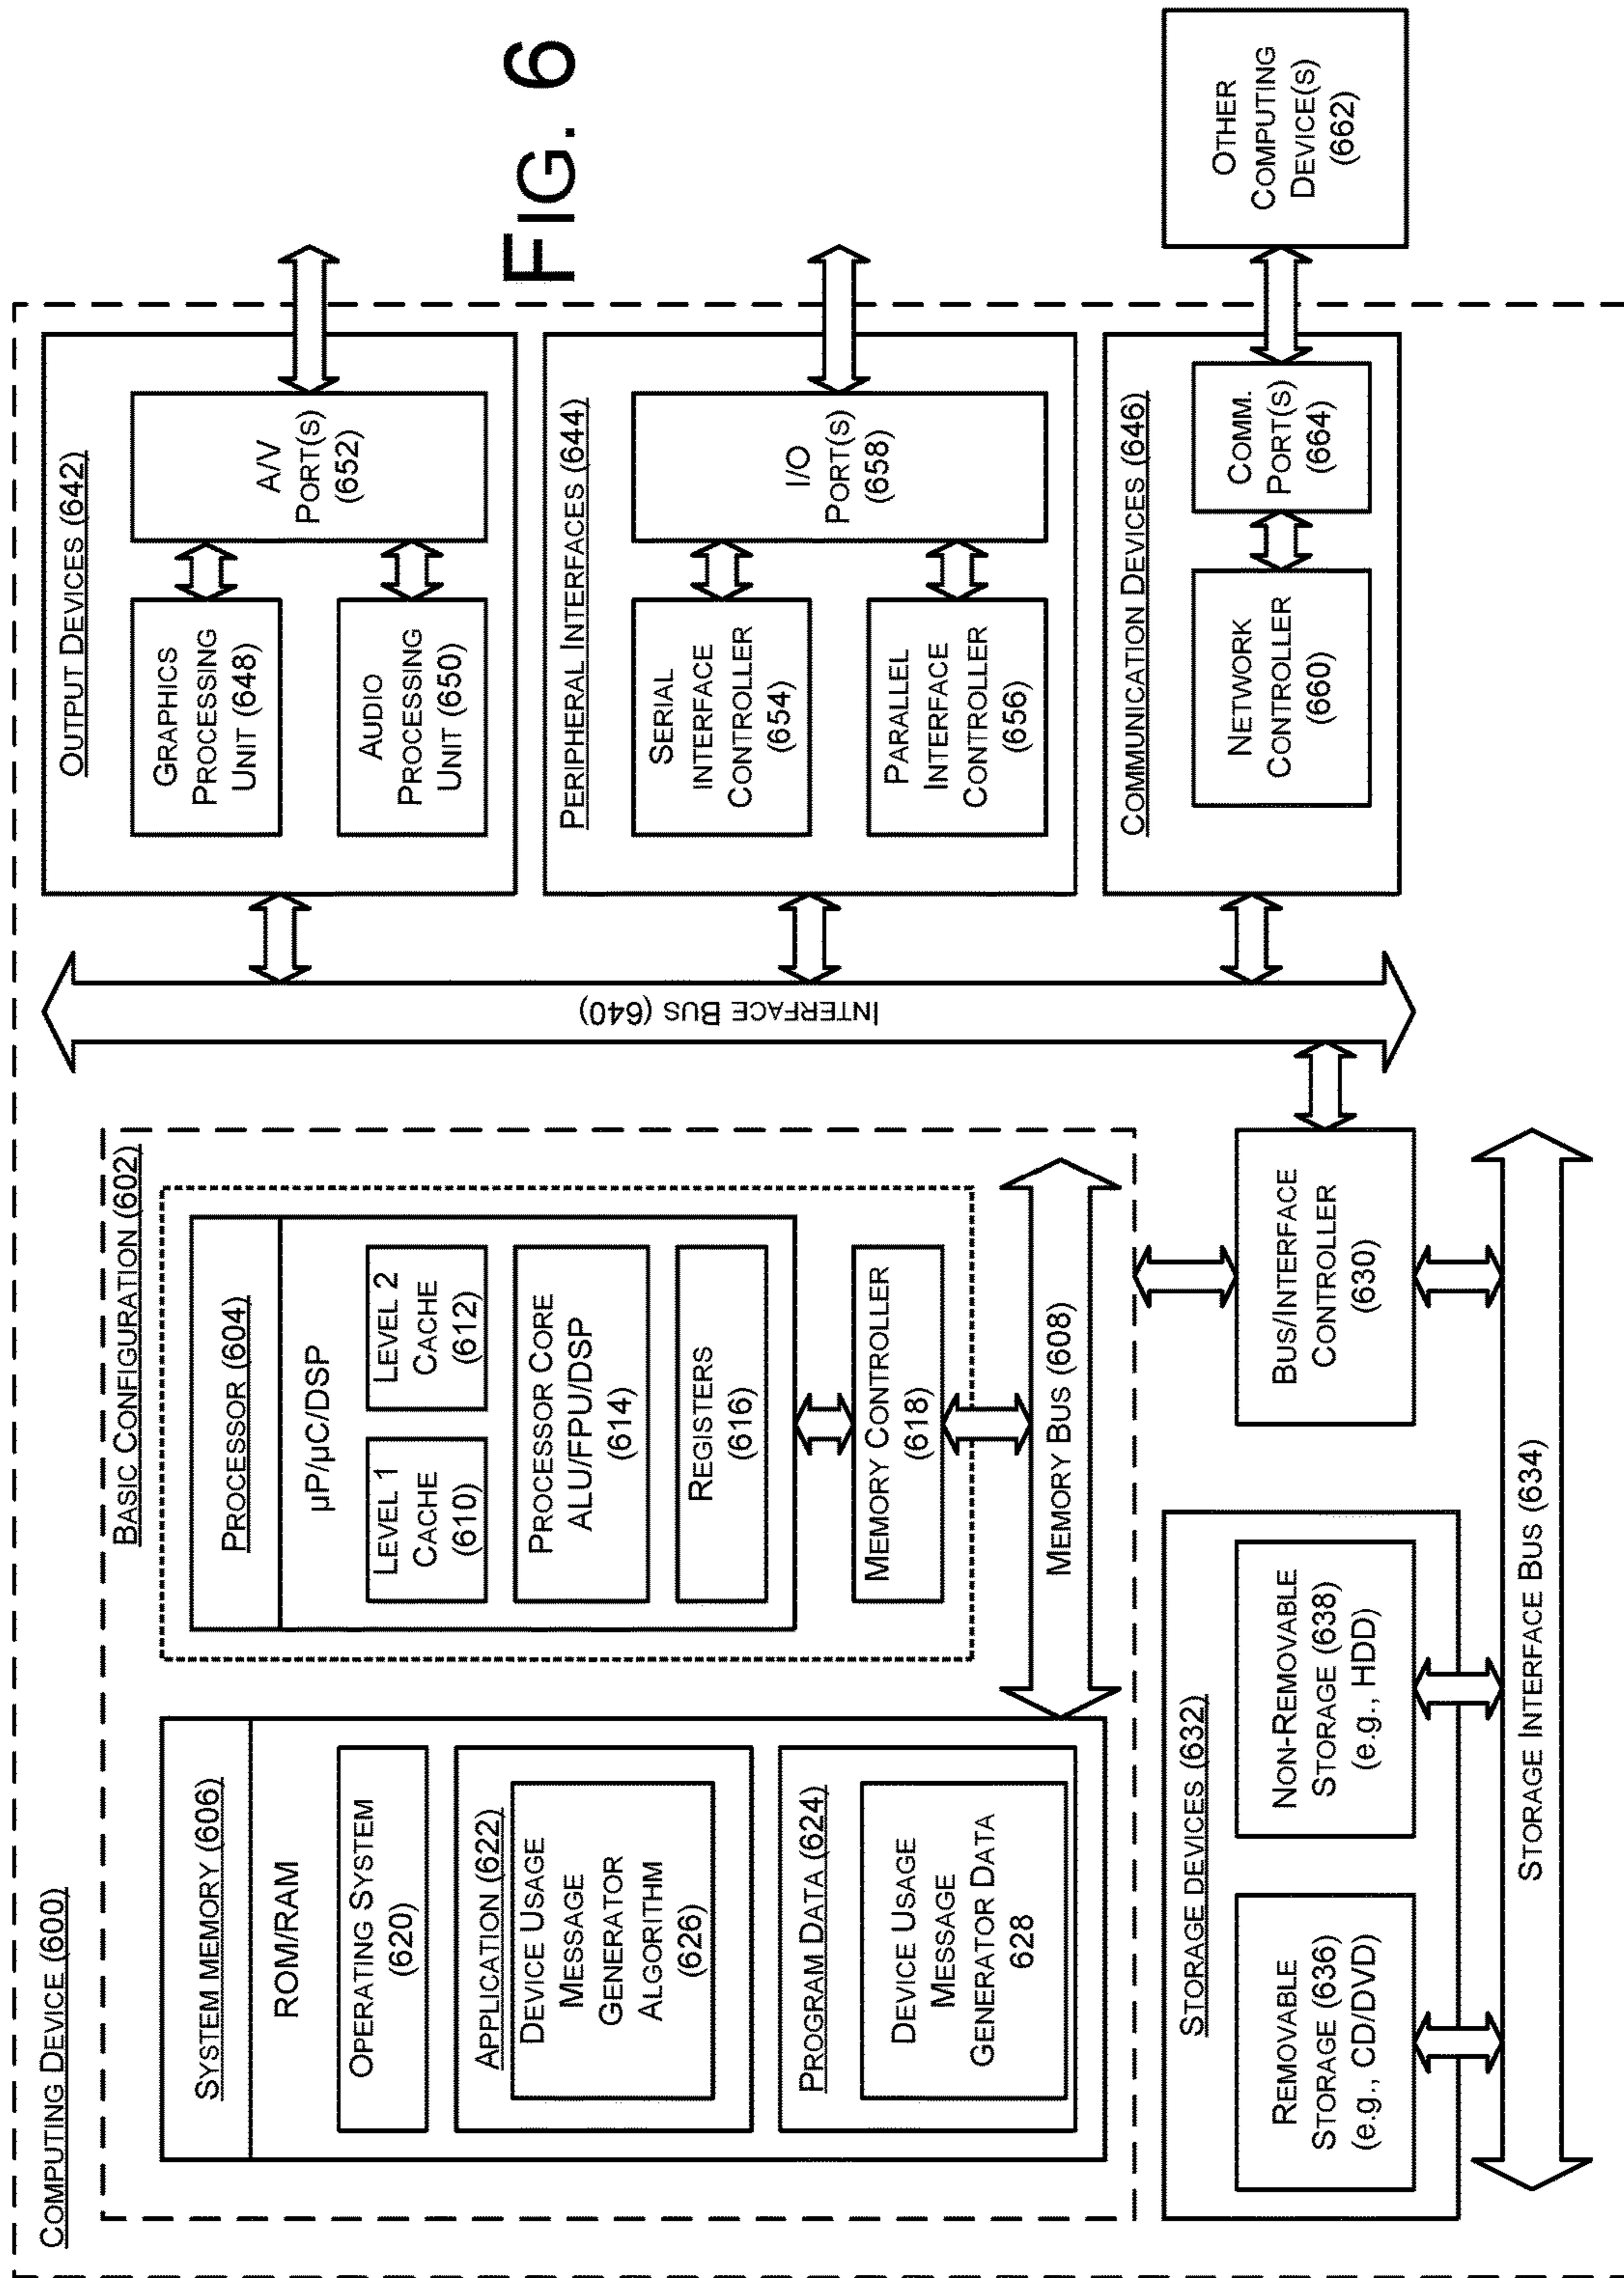 COMPUTING DEVICE (600)
BASIC CONFIGURATION (602)
SYSTEM MEMORY (606)
ROM/RAM
OPERATING SYSTEM
(620)
APPLICATION (622)
DEVICE USAGE
MESSAGE
GENERATOR
ALGORITHM
(626)
PROGRAM DATA (624)
DEVICE USAGE
MESSAGE
GENERATOR DATA
628
PROCESSOR (604)
µP/µC/DSP
LEVEL 1
CACHE
(610)
LEVEL 2
CACHE
(612)
PROCESSOR CORE
ALU/FPU/DSP
(614)
REGISTERS
(616)
MEMORY CONTROLLER
(618)
MEMORY BUS (608)
STORAGE DEVICES (632)
REMOVABLE
STORAGE (636)
(e.g., CD/DVD)
NON-REMOVABLE
STORAGE (638)
(e.g., HDD)
BUS/INTERFACE
CONTROLLER
(630)
STORAGE INTERFACE BUS (634)
INTERFACE BUS (640)
OUTPUT DEVICES (642)
GRAPHICS
PROCESSING
UNIT (648)
AUDIO
PROCESSING
UNIT (650)
A/V
PORT(S)
(652)
PERIPHERAL INTERFACES (644)
SERIAL
INTERFACE
CONTROLLER
(654)
PARALLEL
INTERFACE
CONTROLLER
(656)
I/O
PORT(S)
(658)
COMMUNICATION DEVICES (646)
NETWORK
CONTROLLER
(660)
COMM.
PORT(S)
(664)
OTHER
COMPUTING
DEVICE(S)
(662)
FIG. 6